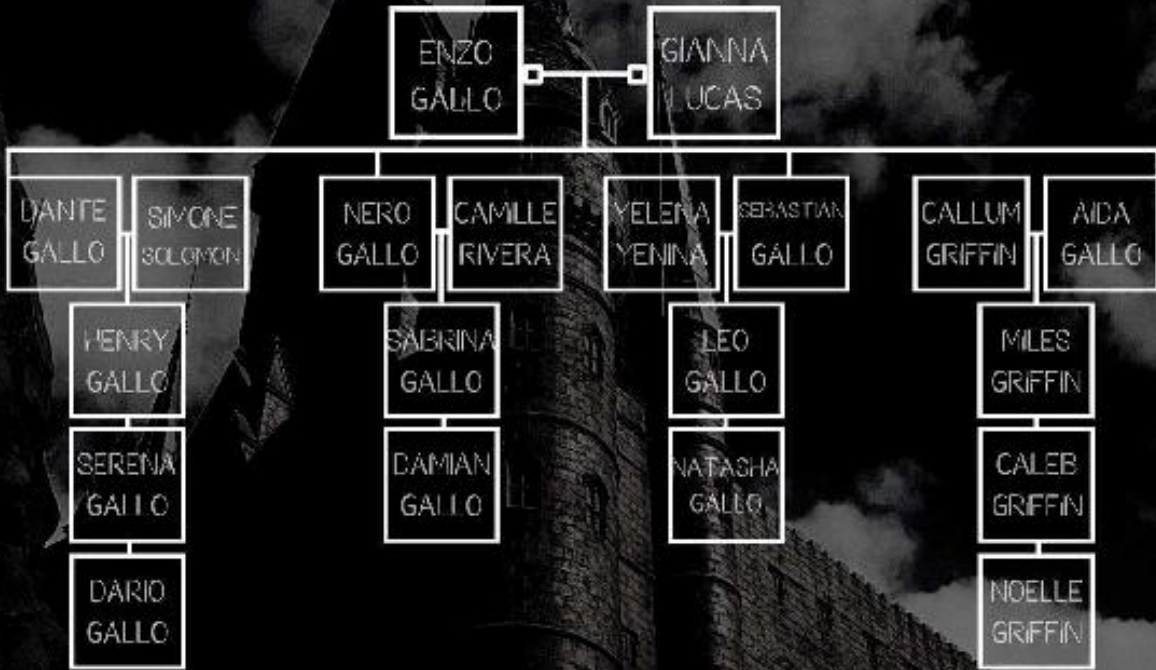 ENZO
GALLO
GIANNA
LUCAS
DANTE
GALLO
SIMONE
SOLOMON
NERO
GALLO
CAMILLE
RIVERA
YELENA
YENINA
SEBASTIAN
GALLO
CALLUM
GRIFFIN
AIDA
GALLO
HENRY
GALLO
SABRINA
GALLO
LEO
GALLO
MILES
GRIFFIN
SERENA
GALLO
DAMIAN
GALLO
NATASHA
GALLO
CALEB
GRIFFIN
DARIO
GALLO
NOELLE
GRIFFIN